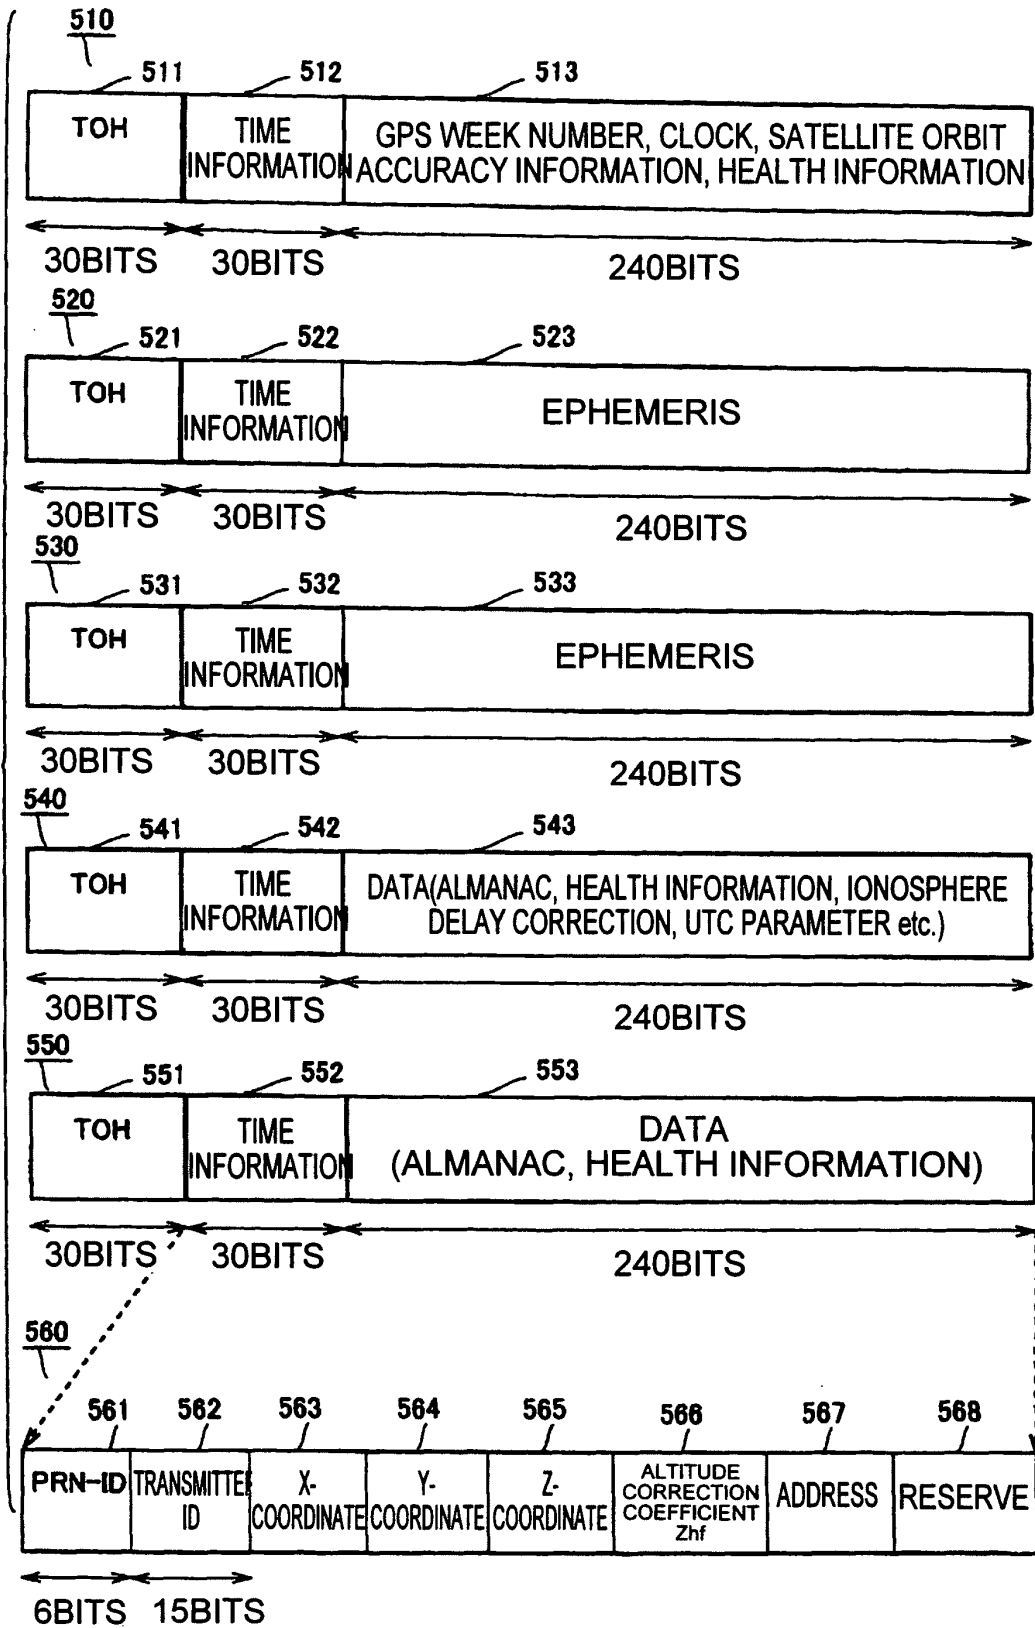 510
511 512 513
TOH TIME INFORMATION GPS WEEK NUMBER, CLOCK, SATELLITE ORBIT ACCURACY INFORMATION, HEALTH INFORMATION
30BITS 30BITS 240BITS
520
521 522 523
TOH TIME INFORMATION EPHEMERIS
30BITS 30BITS 240BITS
530
531 532 533
TOH TIME INFORMATION EPHEMERIS
30BITS 30BITS 240BITS
540
541 542 543
TOH TIME INFORMATION DATA(ALMANAC, HEALTH INFORMATION, IONOSPHERE DELAY CORRECTION, UTC PARAMETER etc.)
30BITS 30BITS 240BITS
550
551 552 553
TOH TIME INFORMATION DATA (ALMANAC, HEALTH INFORMATION)
30BITS 30BITS 240BITS
560
561 562 563 564 565 566 567 568
PRN-ID TRANSMITTER ID X-COORDINATE Y-COORDINATE Z-COORDINATE ALTITUDE CORRECTION COEFFICIENT Zhf ADDRESS RESERVE
6BITS 15BITS